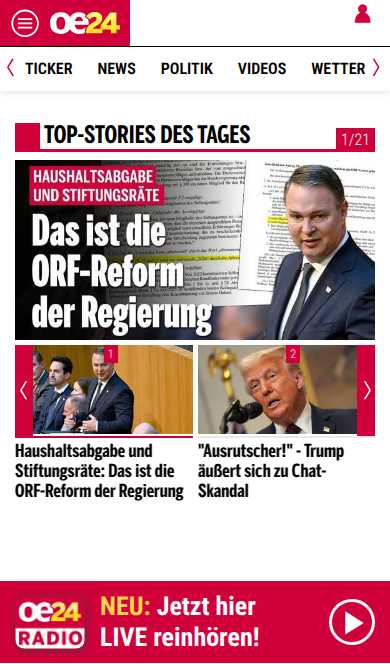 oe24
TICKER NEWS POLITIK VIDEOS WETTER
TOP-STORIES DES TAGES
1/21
HAUSHALTSABGABE
UND STIFTUNGSRÄTE
Das ist die
ORF-Reform
der Regierung
1
2
Haushaltsabgabe und
Stiftungsräte: Das ist die
ORF-Reform der Regierung
"Ausrutscher!" - Trump
äußert sich zu Chat-
Skandal
oe24
RADIO
NEU: Jetzt hier
LIVE reinhören!